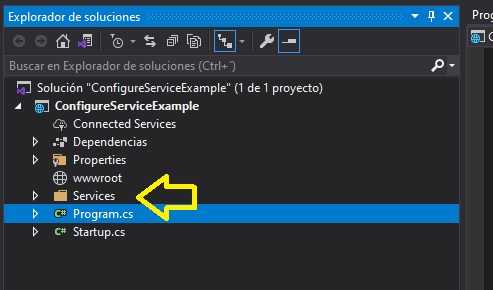 Explorador de soluciones
Buscar en Explorador de soluciones (Ctrl+`)
Solución "ConfigureServiceExample" (1 de 1 proyecto)
ConfigureServiceExample
Connected Services
Dependencias
Properties
wwwroot
Services
C# Program.cs
C# Startup.cs